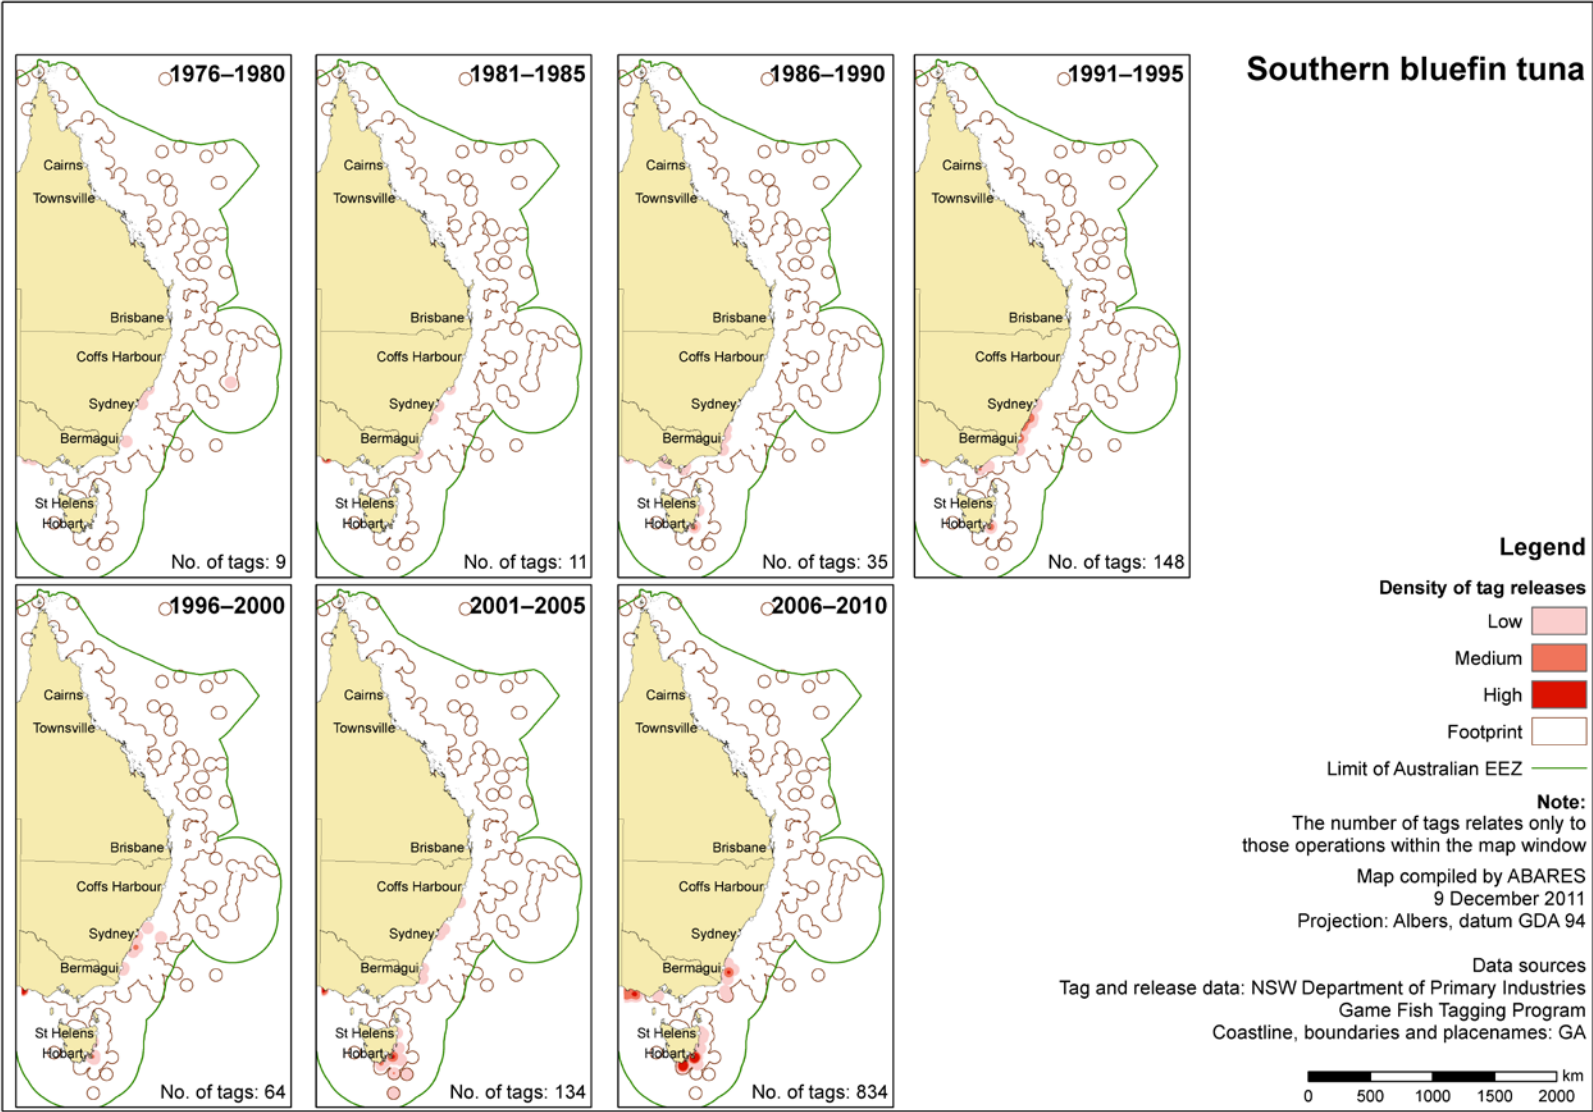 Southern bluefin tuna
1976–1980
Cairns
Townsville
Brisbane
Coffs Harbour
Sydney
Bermagui
St Helens
Hobart
No. of tags: 9
1981–1985
Cairns
Townsville
Brisbane
Coffs Harbour
Sydney
Bermagui
St Helens
Hobart
No. of tags: 11
1986–1990
Cairns
Townsville
Brisbane
Coffs Harbour
Sydney
Bermagui
St Helens
Hobart
No. of tags: 35
1991–1995
Cairns
Townsville
Brisbane
Coffs Harbour
Sydney
Bermagui
St Helens
Hobart
No. of tags: 148
1996–2000
Cairns
Townsville
Brisbane
Coffs Harbour
Sydney
Bermagui
St Helens
Hobart
No. of tags: 64
2001–2005
Cairns
Townsville
Brisbane
Coffs Harbour
Sydney
Bermagui
St Helens
Hobart
No. of tags: 134
2006–2010
Cairns
Townsville
Brisbane
Coffs Harbour
Sydney
Bermagui
St Helens
Hobart
No. of tags: 834
Legend
Density of tag releases
Low
Medium
High
Footprint
Limit of Australian EEZ
Note:
The number of tags relates only to
those operations within the map window
Map compiled by ABARES
9 December 2011
Projection: Albers, datum GDA 94
Data sources
Tag and release data: NSW Department of Primary Industries
Game Fish Tagging Program
Coastline, boundaries and placenames: GA
km
0 500 1000 1500 2000